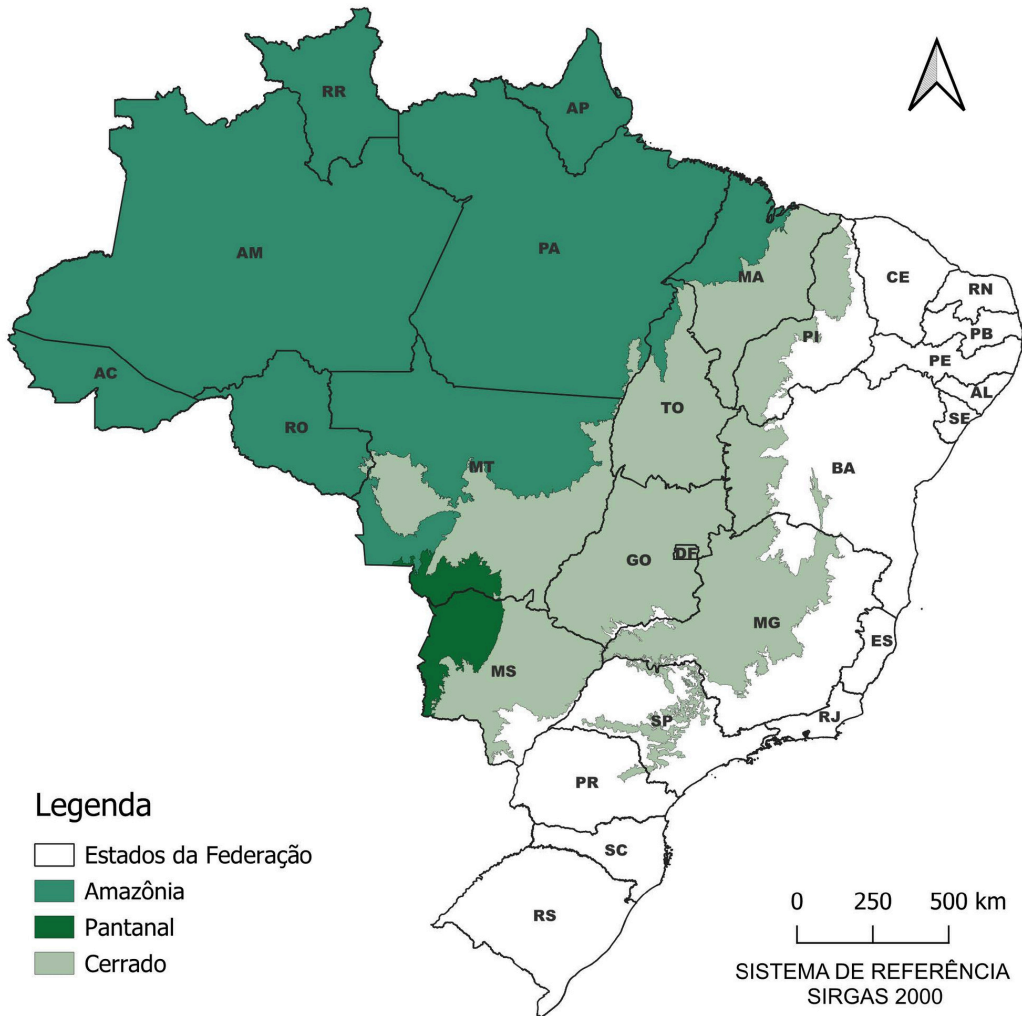 RR
AP
AM
PA
MA
CE
RN
PB
PI
PE
AC
AL
TO
SE
RO
MT
BA
DF
GO
MG
ES
MS
SP
RJ
PR
SC
RS
Legenda
Estados da Federação
Amazônia
Pantanal
Cerrado
0 250 500 km
SISTEMA DE REFERÊNCIA
SIRGAS 2000